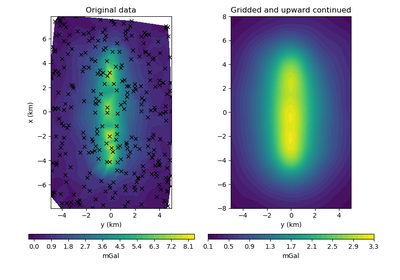 Original data
Gridded and upward continued
x (km)
6
4
2
0
−2
−4
−6
8
6
4
2
0
−2
−4
−6
−8
−4 −2 0 2 4
−4 −2 0 2 4
y (km)
y (km)
0.0 0.9 1.8 2.7 3.6 4.5 5.4 6.3 7.2 8.1
0.1 0.5 0.9 1.3 1.7 2.1 2.5 2.9 3.3
mGal
mGal